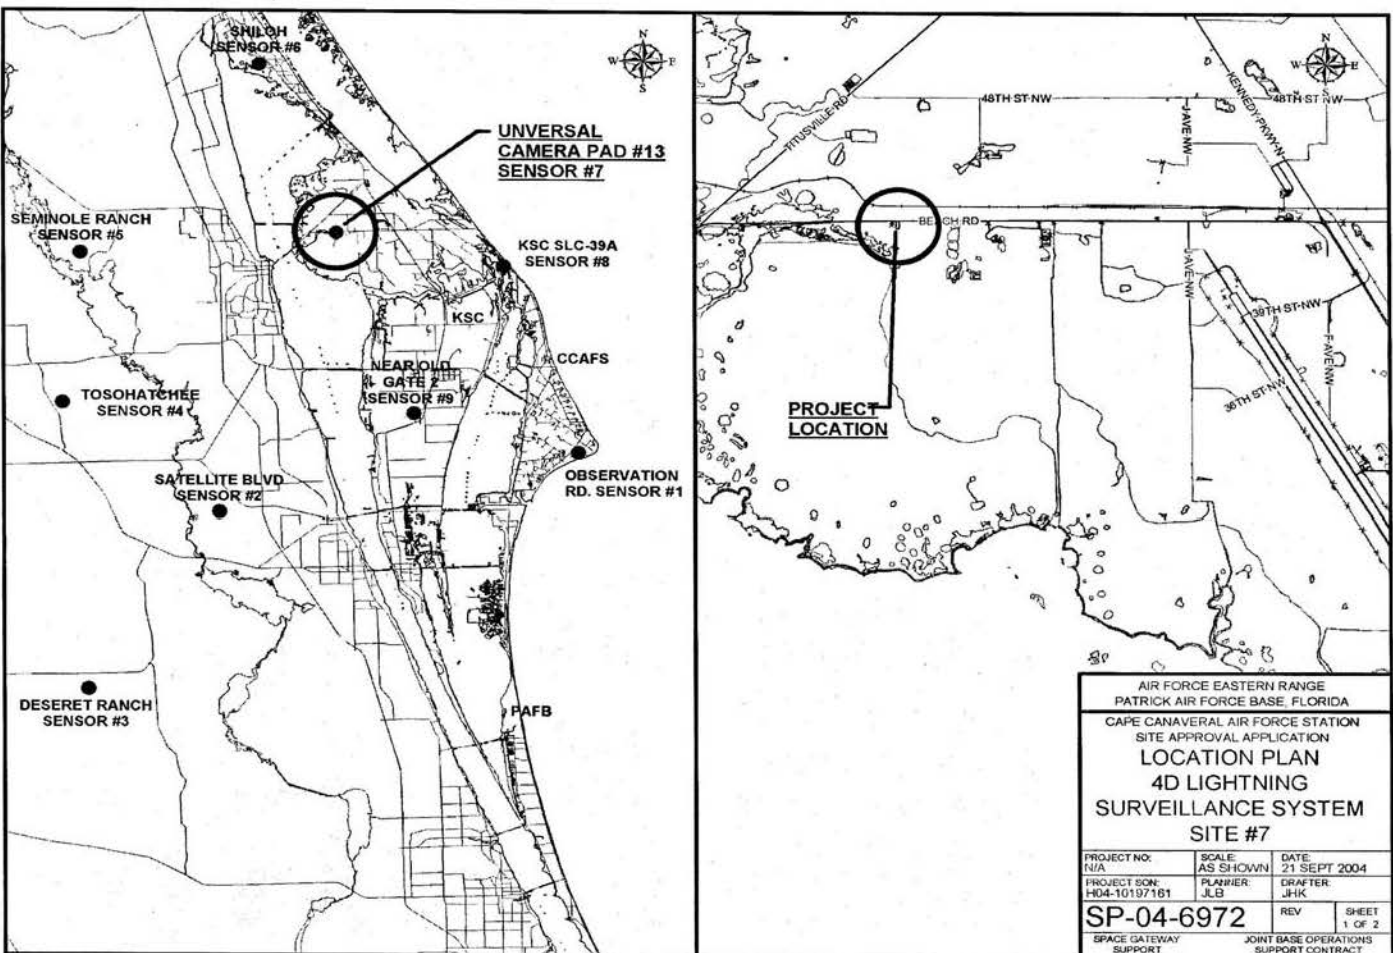 SHILOH
SENSOR #6
N
W E
S
UNVERSAL
CAMERA PAD #13
SENSOR #7
SEMINOLE RANCH
SENSOR #5
KSC SLC-39A
SENSOR #8
KSC
CCAFS
NEAR OLD
GATE 2
SENSOR #9
TOSOHATCHEE
SENSOR #4
SATELLITE BLVD
SENSOR #2
OBSERVATION
RD. SENSOR #1
DESERET RANCH
SENSOR #3
PAFB
N
W E
S
TITUSVILLE RD
48TH ST NW
J-AVE-NW
KENNEDY-PKWY-N
48TH ST NW
BEACH RD
J-AVE-NW
39TH ST-NW
F-AVE-NW
36TH ST-NW
PROJECT
LOCATION
AIR FORCE EASTERN RANGE
PATRICK AIR FORCE BASE, FLORIDA
CAPE CANAVERAL AIR FORCE STATION
SITE APPROVAL APPLICATION
LOCATION PLAN
4D LIGHTNING
SURVEILLANCE SYSTEM
SITE #7
PROJECT NO: N/A
SCALE: AS SHOWN
DATE: 21 SEPT 2004
PROJECT SON: H04-10197161
PLANNER: JLB
DRAFTER: JHK
SP-04-6972
REV
SHEET
1 OF 2
SPACE GATEWAY
SUPPORT
JOINT BASE OPERATIONS
SUPPORT CONTRACT